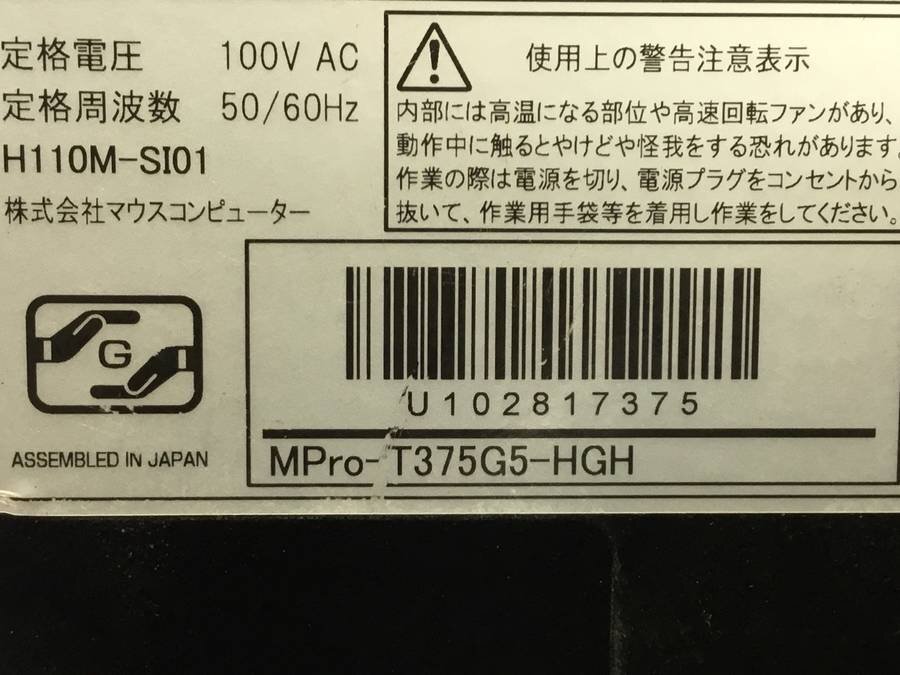 定格電圧 100V AC
定格周波数 50/60Hz
H110M-SI01
株式会社マウスコンピューター
使用上の警告注意表示
内部には高温になる部位や高速回転ファンがあり、
動作中に触るとやけどや怪我をする恐れがあります。
作業の際は電源を切り、電源プラグをコンセントから
抜いて、作業用手袋等を着用し作業をしてください。
G
ASSEMBLED IN JAPAN
U102817375
MPro-T375G5-HGH